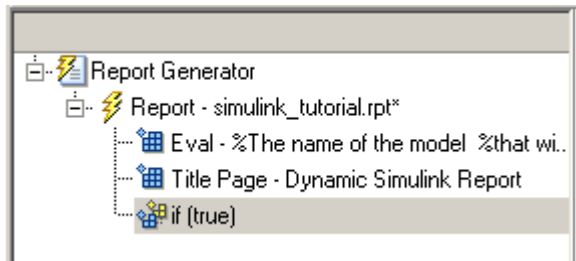 Report Generator
Report - simulink_tutorial.rpt*
Eval - %The name of the model %that wi..
Title Page - Dynamic Simulink Report
if (true)